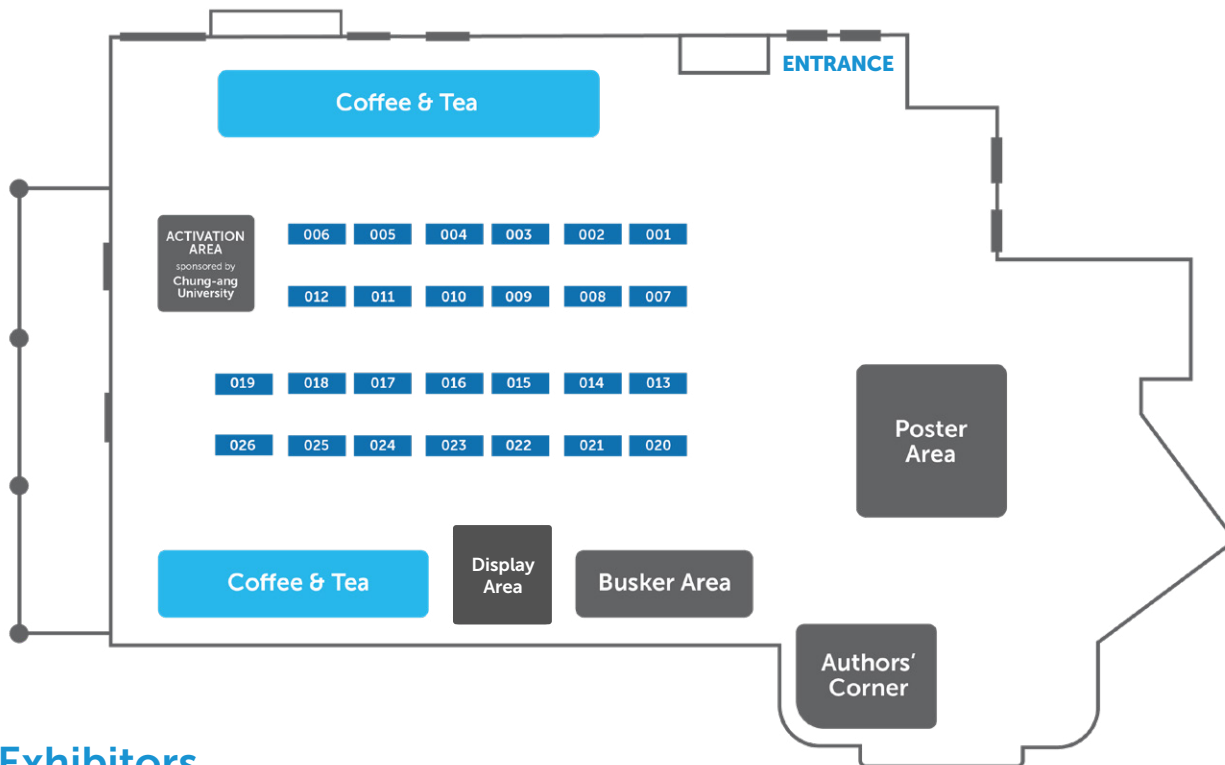 ENTRANCE
Coffee & Tea
ACTIVATION
AREA
sponsored by
Chung-ang
University
006 005 004 003 002 001
012 011 010 009 008 007
019 018 017 016 015 014 013
026 025 024 023 022 021 020
Poster
Area
Coffee & Tea
Display
Area
Busker Area
Authors'
Corner
Exhibitors